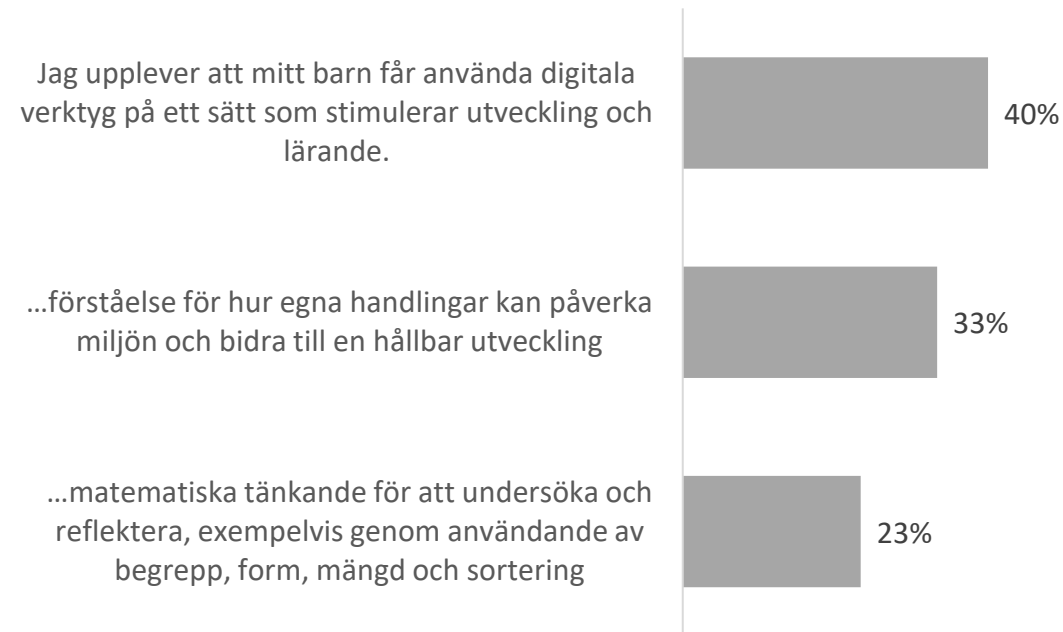 Jag upplever att mitt barn får använda digitala
verktyg på ett sätt som stimulerar utveckling och
lärande.
40%
…förståelse för hur egna handlingar kan påverka
miljön och bidra till en hållbar utveckling
33%
…matematiska tänkande för att undersöka och
reflektera, exempelvis genom användande av
begrepp, form, mängd och sortering
23%